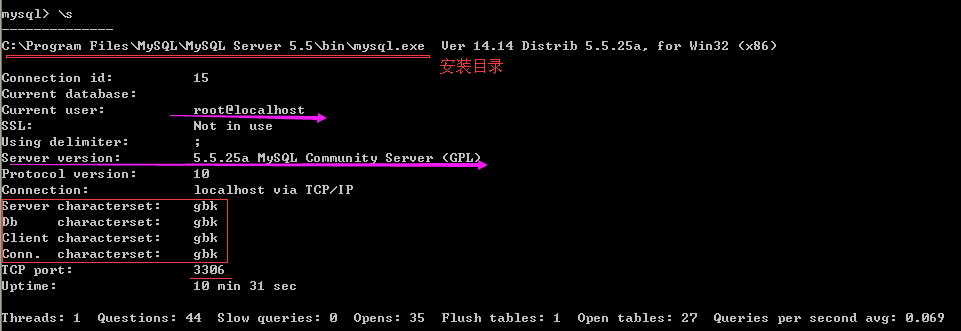 mysql> \s
--------------
C:\Program Files\MySQL\MySQL Server 5.5\bin\mysql.exe  Ver 14.14 Distrib 5.5.25a, for Win32 (x86)
安装目录
Connection id:          15
Current database:
Current user:           root@localhost
SSL:                    Not in use
Using delimiter:        ;
Server version:         5.5.25a MySQL Community Server (GPL)
Protocol version:       10
Connection:             localhost via TCP/IP
Server characterset:    gbk
Db     characterset:    gbk
Client characterset:    gbk
Conn.  characterset:    gbk
TCP port:               3306
Uptime:                 10 min 31 sec
Threads: 1  Questions: 44  Slow queries: 0  Opens: 35  Flush tables: 1  Open tables: 27  Queries per second avg: 0.069